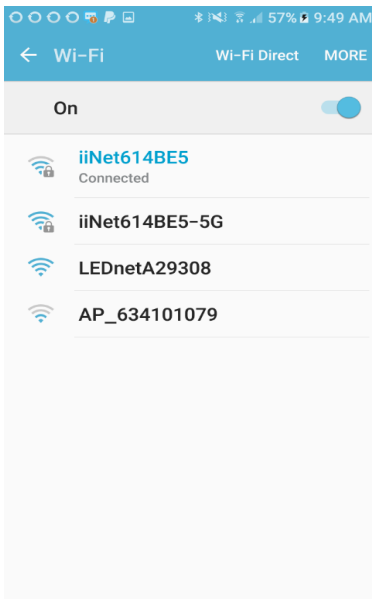 57% 9:49 AM
Wi-Fi Wi-Fi Direct MORE
On
iiNet614BE5
Connected
iiNet614BE5-5G
LEDnetA29308
AP_634101079